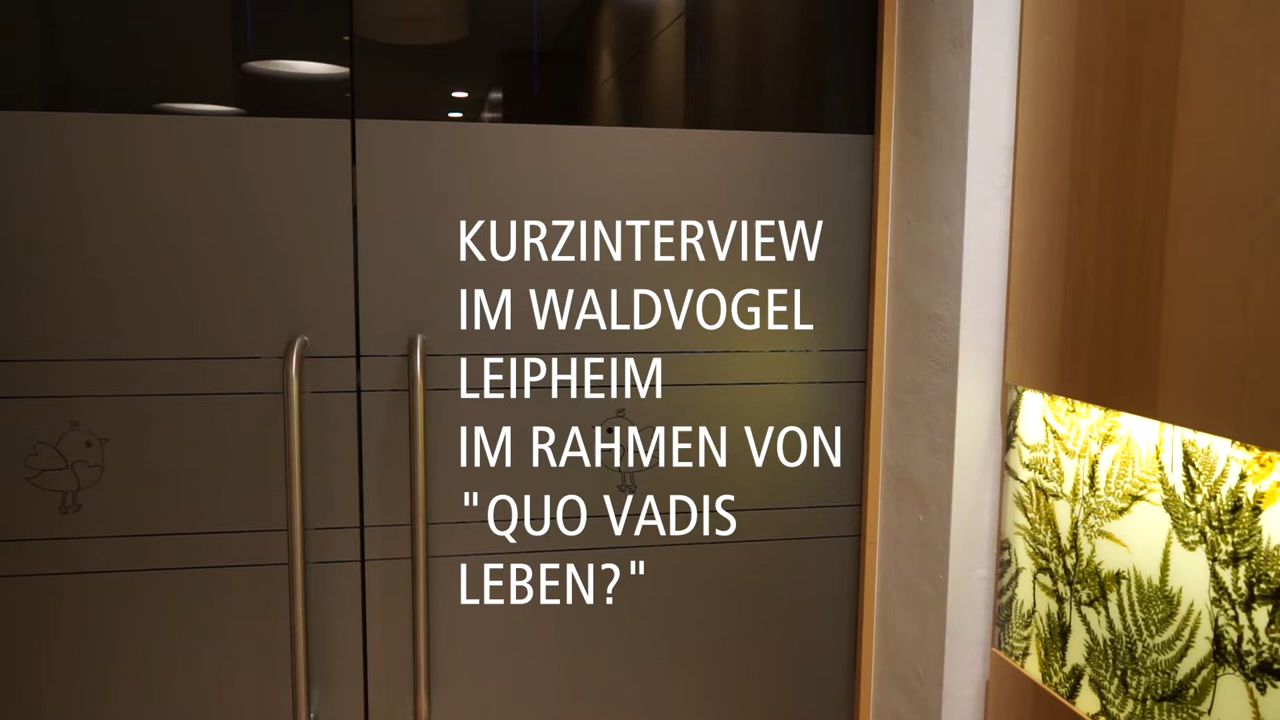 KURZINTERVIEW
IM WALDVOGEL
LEIPHEIM
IM RAHMEN VON
"QUO VADIS
LEBEN?"